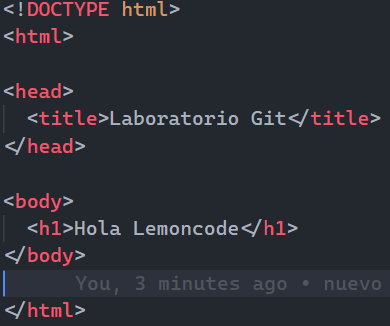 <!DOCTYPE html>
<html>
<head>
<title>Laboratorio Git</title>
</head>
<body>
<h1>Hola Lemoncode</h1>
</body>
You, 3 minutes ago • nuevo
</html>